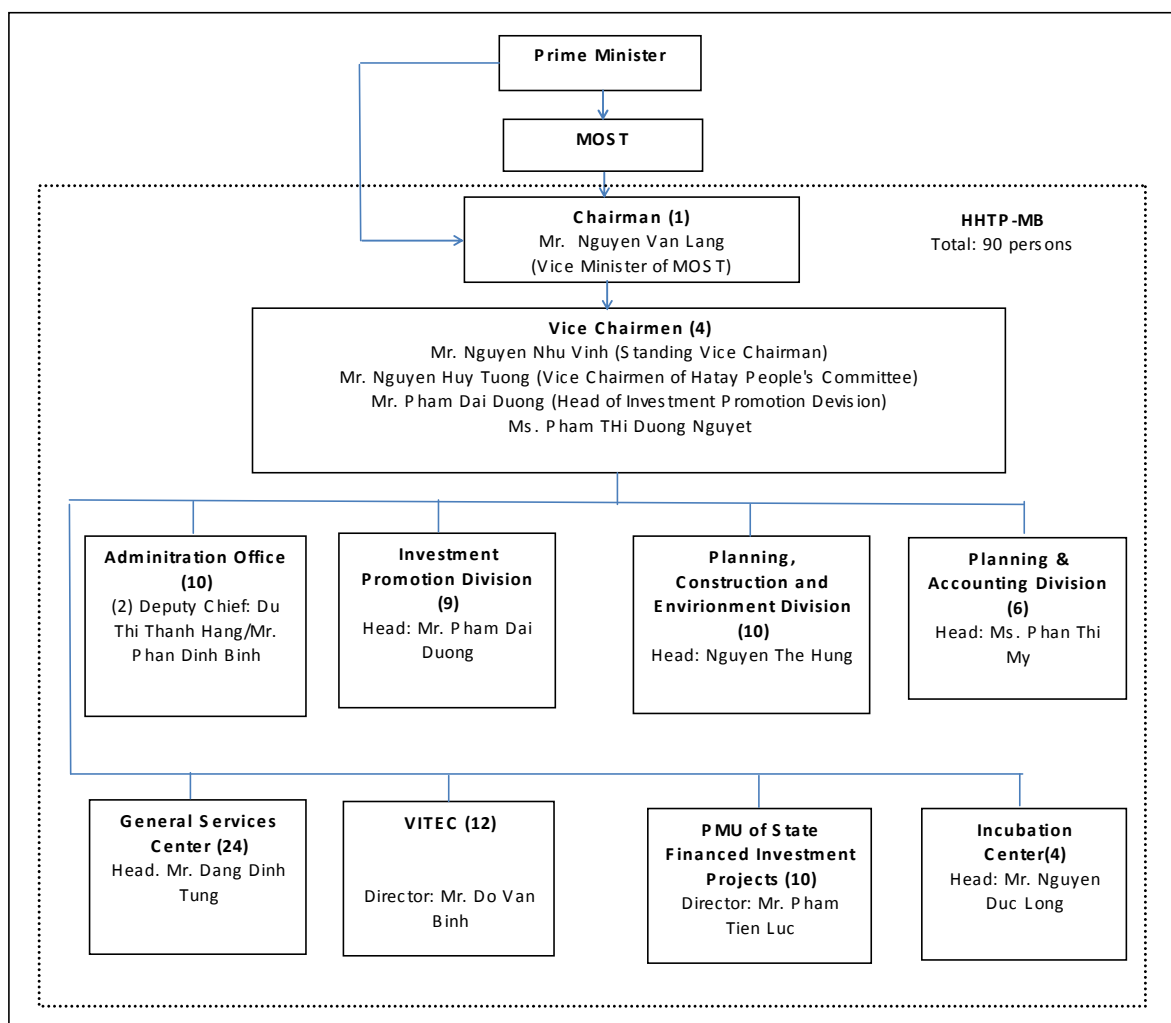 Prime Minister
MOST
Chairman (1)
Mr. Nguyen Van Lang
(Vice Minister of MOST)
HHTP-MB
Total: 90 persons
Vice Chairmen (4)
Mr. Nguyen Nhu Vinh (Standing Vice Chairman)
Mr. Nguyen Huy Tuong (Vice Chairmen of Hatay People's Committee)
Mr. Pham Dai Duong (Head of Investment Promotion Devision)
Ms. Pham THi Duong Nguyet
Adminitration Office
(10)
(2) Deputy Chief: Du
Thi Thanh Hang/Mr.
Phan Dinh Binh
Investment
Promotion Division
(9)
Head: Mr. Pham Dai
Duong
Planning,
Construction and
Envirionment Division
(10)
Head: Nguyen The Hung
Planning &
Accounting Division
(6)
Head: Ms. Phan Thi
My
General Services
Center (24)
Head. Mr. Dang Dinh
Tung
VITEC (12)
Director: Mr. Do Van
Binh
PMU of State
Financed Investment
Projects (10)
Director: Mr. Pham
Tien Luc
Incubation
Center(4)
Head: Mr. Nguyen
Duc Long